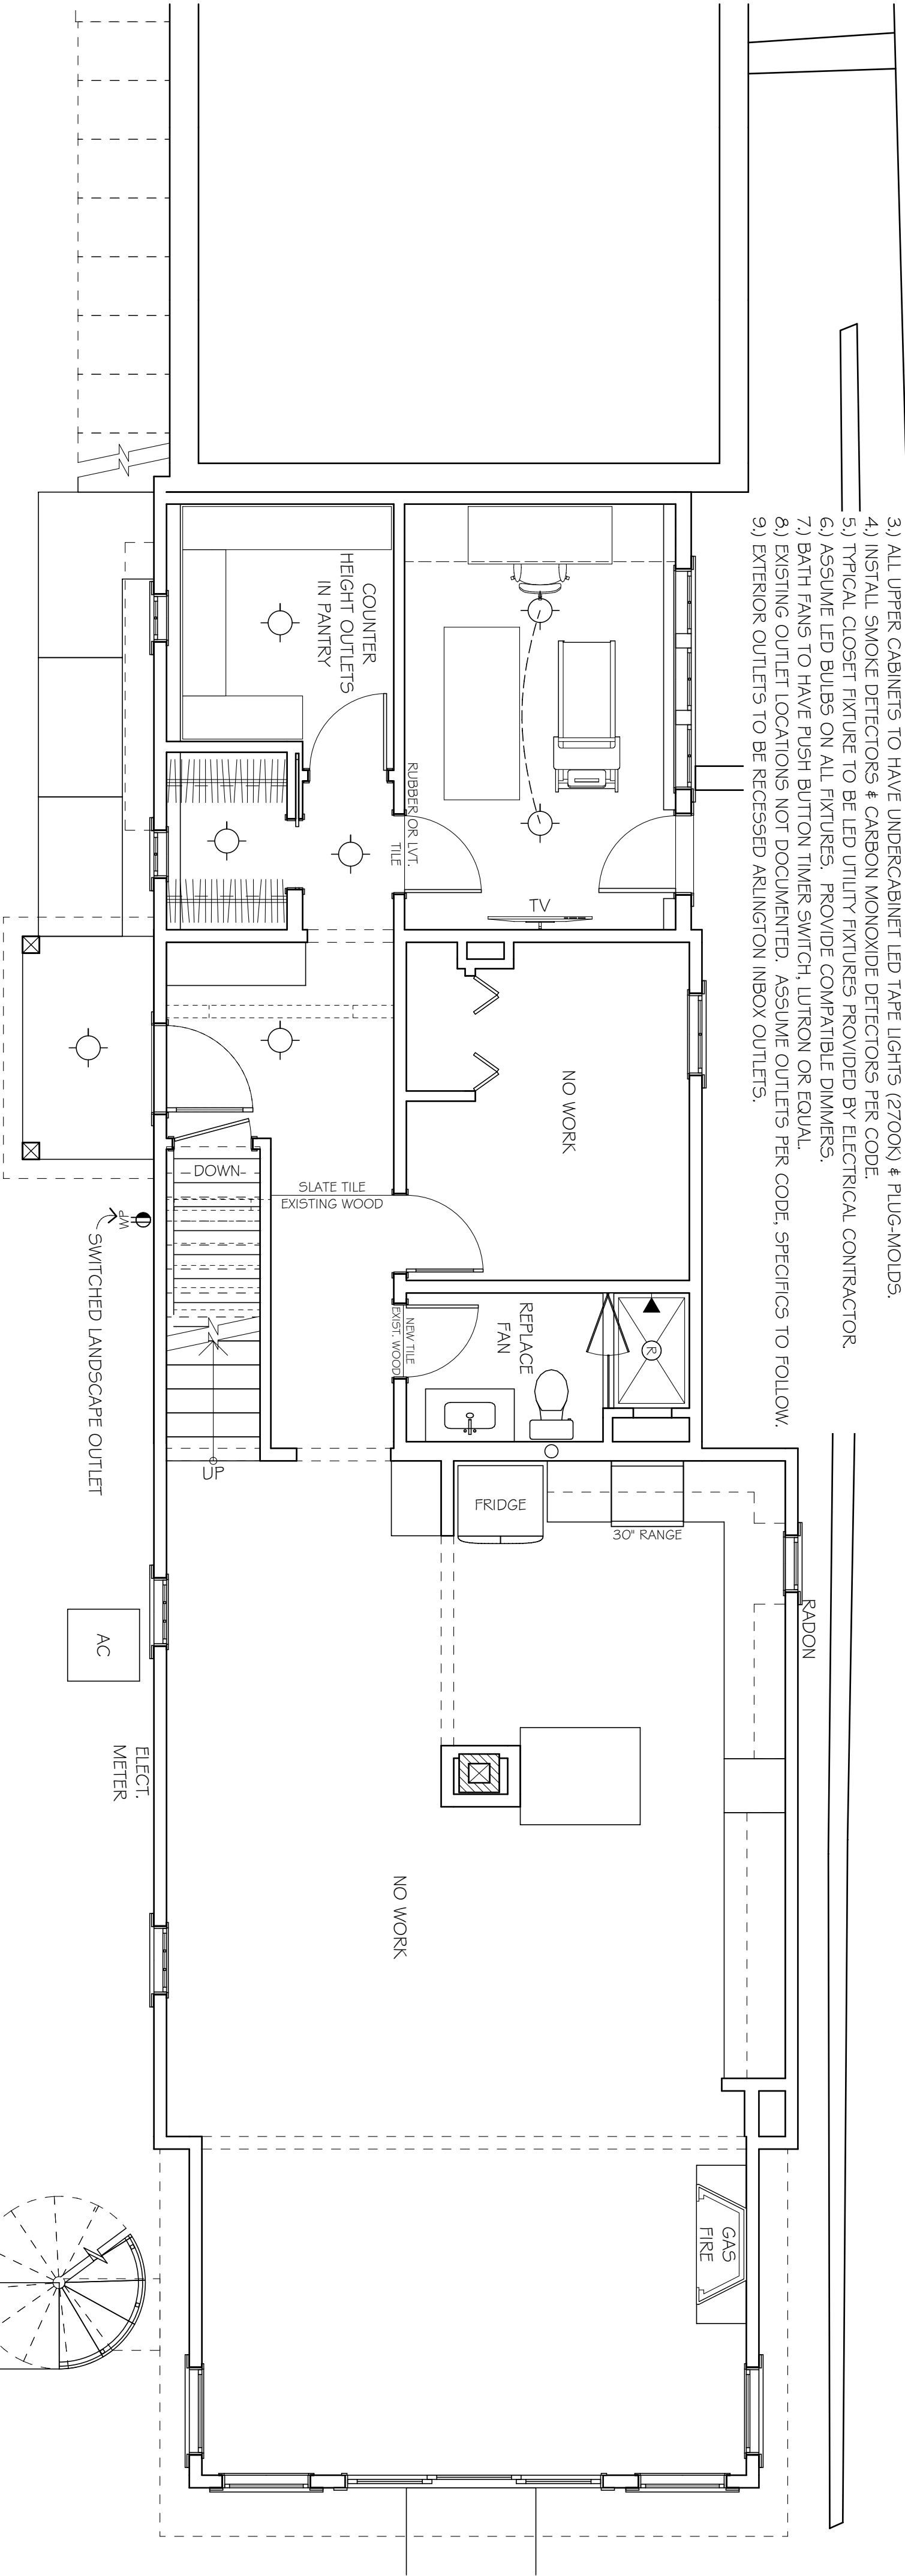 3.) ALL UPPER CABINETS TO HAVE UNDERCABINET LED TAPE LIGHTS (2700K) & PLUG-MOLDS.
4.) INSTALL SMOKE DETECTORS & CARBON MONOXIDE DETECTORS PER CODE.
5.) TYPICAL CLOSET FIXTURE TO BE LED UTILITY FIXTURES PROVIDED BY ELECTRICAL CONTRACTOR.
6.) ASSUME LED BULBS ON ALL FIXTURES. PROVIDE COMPATIBLE DIMMERS.
7.) BATH FANS TO HAVE PUSH BUTTON TIMER SWITCH, LUTRON OR EQUAL.
8.) EXISTING OUTLET LOCATIONS NOT DOCUMENTED. ASSUME OUTLETS PER CODE, SPECIFICS TO FOLLOW.
9.) EXTERIOR OUTLETS TO BE RECESSED ARLINGTON INBOX OUTLETS.
COUNTER
HEIGHT OUTLETS
IN PANTRY
RUBBER OR LVT.
TILE
TV
NO WORK
DOWN
SLATE TILE
EXISTING WOOD
WP
SWITCHED LANDSCAPE OUTLET
REPLACE
FAN
NEW TILE
EXIST. WOOD
R
UP
FRIDGE
30" RANGE
RADON
AC
ELECT.
METER
NO WORK
GAS
FIRE